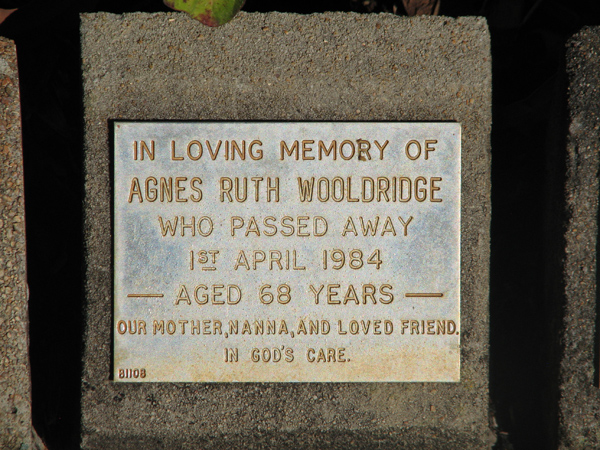 IN LOVING MEMORY OF
AGNES RUTH WOOLDRIDGE
WHO PASSED AWAY
1ST APRIL 1984
— AGED 68 YEARS —
OUR MOTHER, NANNA, AND LOVED FRIEND.
IN GOD'S CARE.
81108